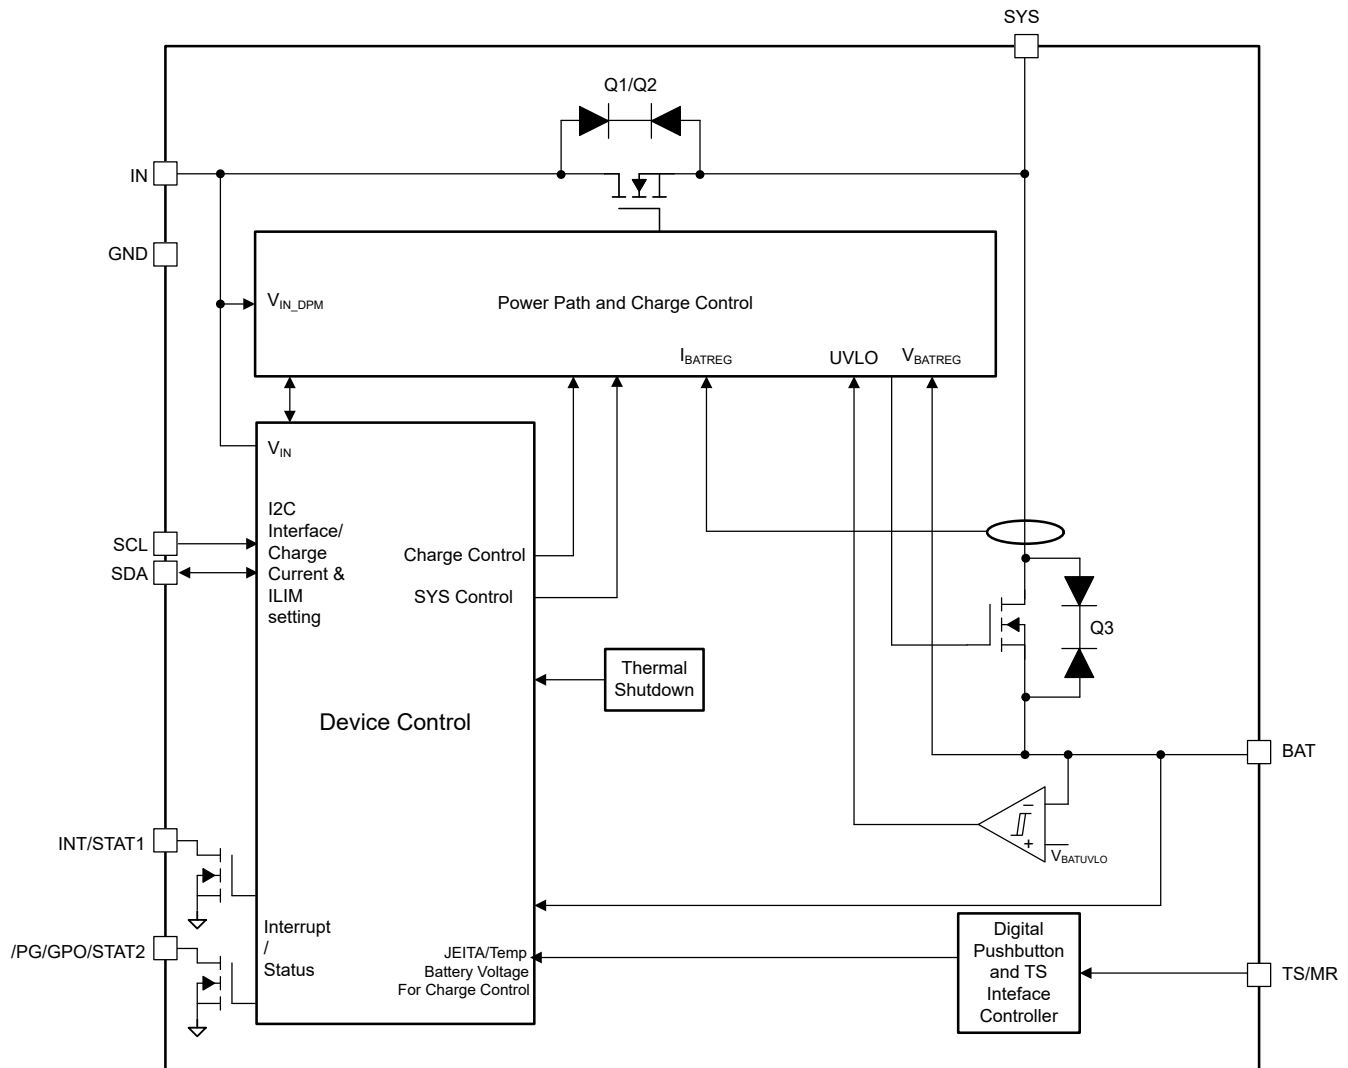 SYS
Q1/Q2
IN
GND
VIN_DPM
Power Path and Charge Control
IBATREG
UVLO
VBATREG
VIN
I2C
Interface/
Charge
Current &
ILIM
setting
SCL
SDA
Charge Control
SYS Control
Q3
Thermal
Shutdown
Device Control
BAT
−
+
VBATUVLO
INT/STAT1
Interrupt
/
Status
/PG/GPO/STAT2
JEITA/Temp
Battery Voltage
For Charge Control
Digital
Pushbutton
and TS
Inteface
Controller
TS/MR